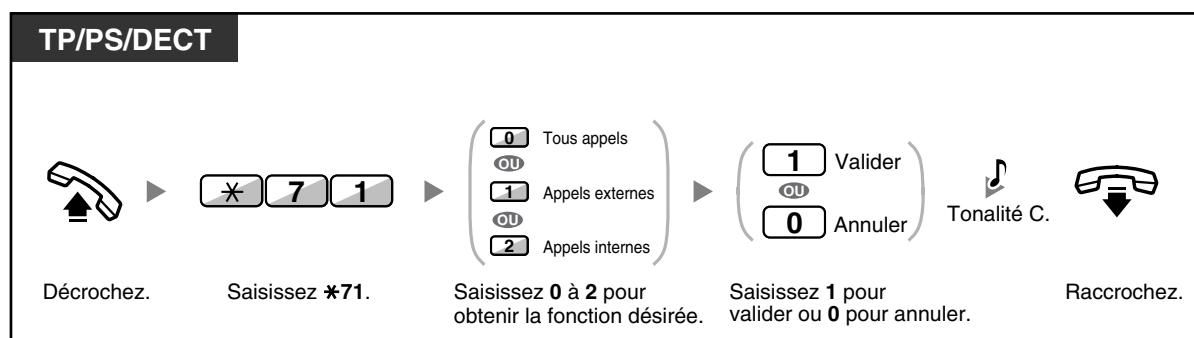 TP/PS/DECT
0 Tous appels
OU
1 Appels externes
OU
2 Appels internes
1 Valider
OU
0 Annuler
✳ 7 1
Tonalité C.
Décrochez.
Saisissez ✳71.
Saisissez 0 à 2 pour
obtenir la fonction désirée.
Saisissez 1 pour
valider ou 0 pour annuler.
Raccrochez.